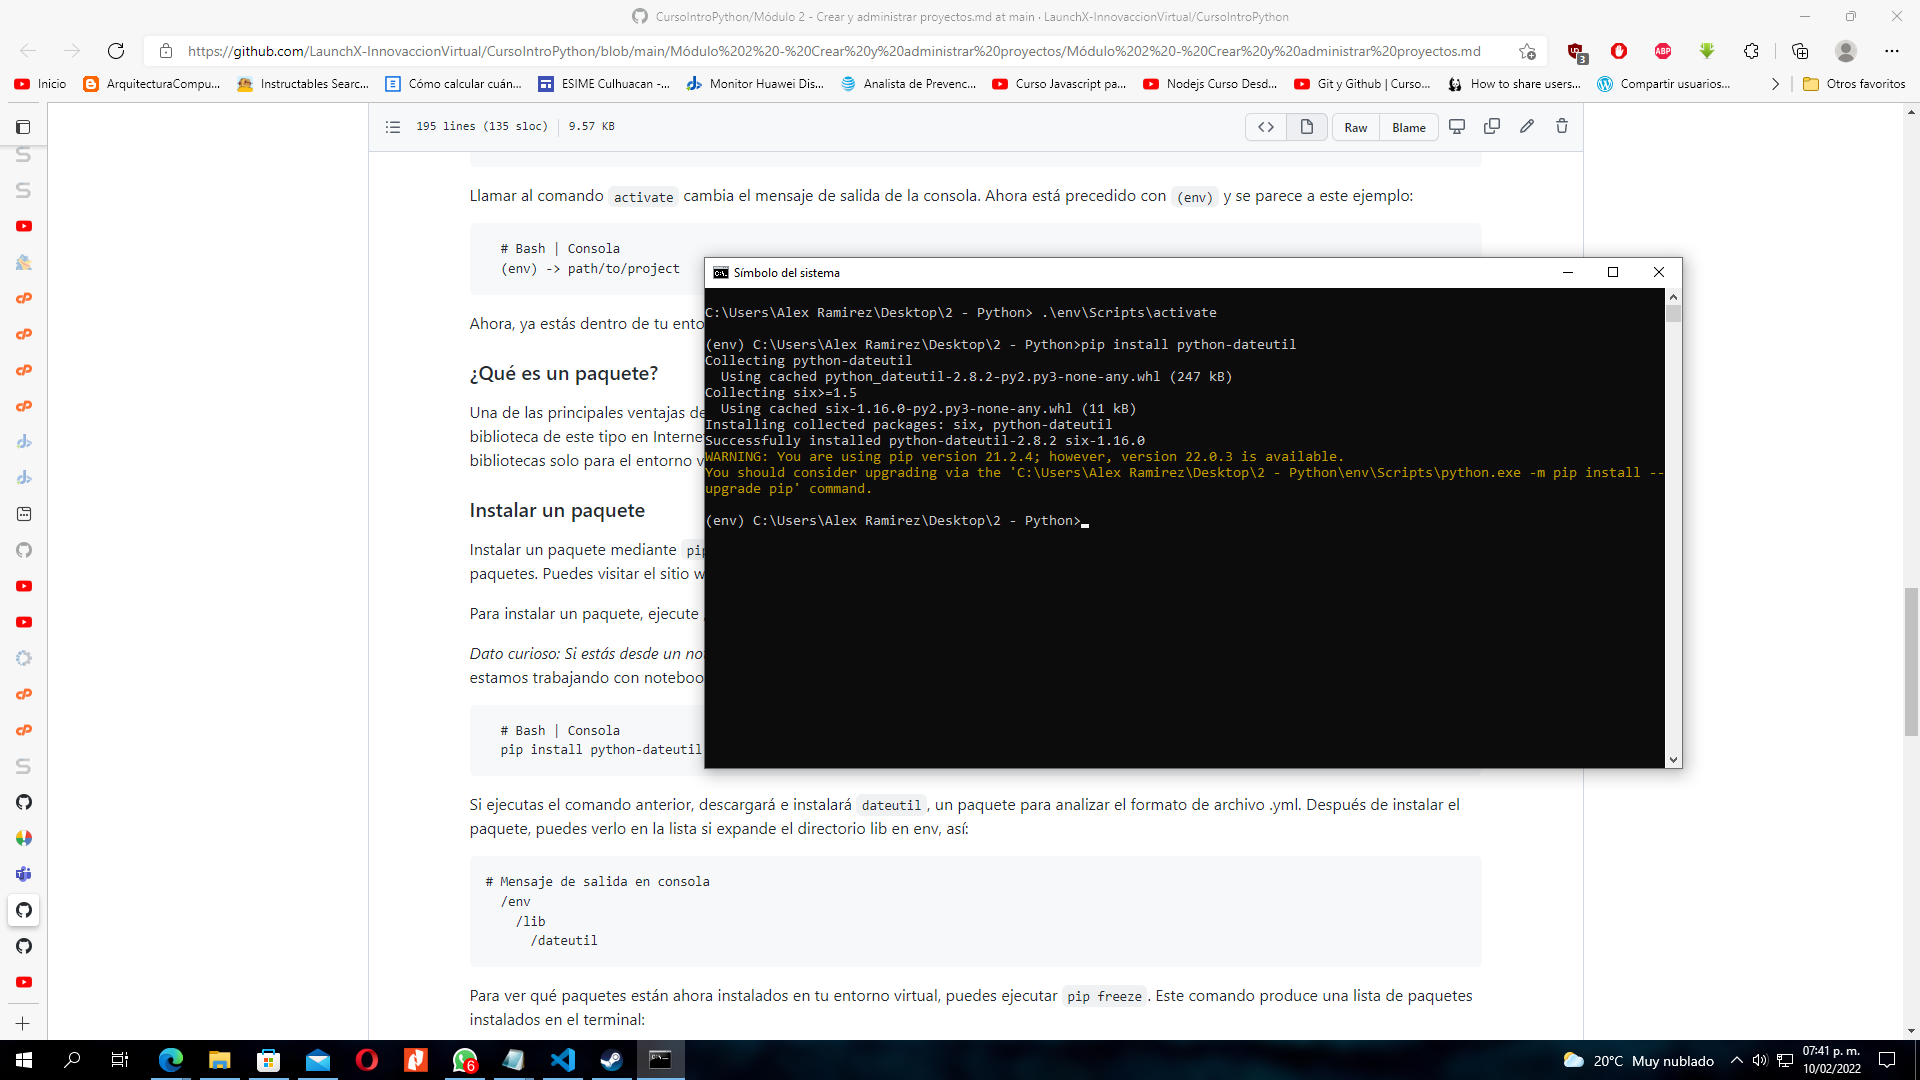 CursoIntroPython/Módulo 2 - Crear y administrar proyectos.md at main · LaunchX-InnovaccionVirtual/CursoIntroPython
https://github.com/LaunchX-InnovaccionVirtual/CursoIntroPython/blob/main/Módulo%202%20-%20Crear%20y%20administrar%20proyectos/Módulo%202%20-%20Crear%20y%20administrar%20proyectos.md
3
ABP
Inicio
ArquitecturaCompu...
Instructables Searc...
Cómo calcular cuán...
ESIME Culhuacan -...
Monitor Huawei Dis...
Analista de Prevenc...
Curso Javascript pa...
Nodejs Curso Desd...
Git y Github | Curso...
How to share users...
Compartir usuarios...
Otros favoritos
195 lines (135 sloc)
9.57 KB
Raw
Blame
Llamar al comando activate cambia el mensaje de salida de la consola. Ahora está precedido con (env) y se parece a este ejemplo:
# Bash | Consola
(env) -> path/to/project
Ahora, ya estás dentro de tu ento
¿Qué es un paquete?
Una de las principales ventajas de
biblioteca de este tipo en Interne
bibliotecas solo para el entorno v
Instalar un paquete
Instalar un paquete mediante pip
paquetes. Puedes visitar el sitio w
Para instalar un paquete, ejecute
Dato curioso: Si estás desde un no
estamos trabajando con noteboo
# Bash | Consola
pip install python-dateutil
Símbolo del sistema
C:\Users\Alex Ramirez\Desktop\2 - Python> .\env\Scripts\activate
(env) C:\Users\Alex Ramirez\Desktop\2 - Python>pip install python-dateutil
Collecting python-dateutil
Using cached python_dateutil-2.8.2-py2.py3-none-any.whl (247 kB)
Collecting six>=1.5
Using cached six-1.16.0-py2.py3-none-any.whl (11 kB)
Installing collected packages: six, python-dateutil
Successfully installed python-dateutil-2.8.2 six-1.16.0
WARNING: You are using pip version 21.2.4; however, version 22.0.3 is available.
You should consider upgrading via the 'C:\Users\Alex Ramirez\Desktop\2 - Python\env\Scripts\python.exe -m pip install --
upgrade pip' command.
(env) C:\Users\Alex Ramirez\Desktop\2 - Python>
Si ejecutas el comando anterior, descargará e instalará dateutil, un paquete para analizar el formato de archivo .yml. Después de instalar el
paquete, puedes verlo en la lista si expande el directorio lib en env, así:
# Mensaje de salida en consola
/env
/lib
/dateutil
Para ver qué paquetes están ahora instalados en tu entorno virtual, puedes ejecutar pip freeze. Este comando produce una lista de paquetes
instalados en el terminal:
6
20°C Muy nublado
07:41 p. m.
10/02/2022